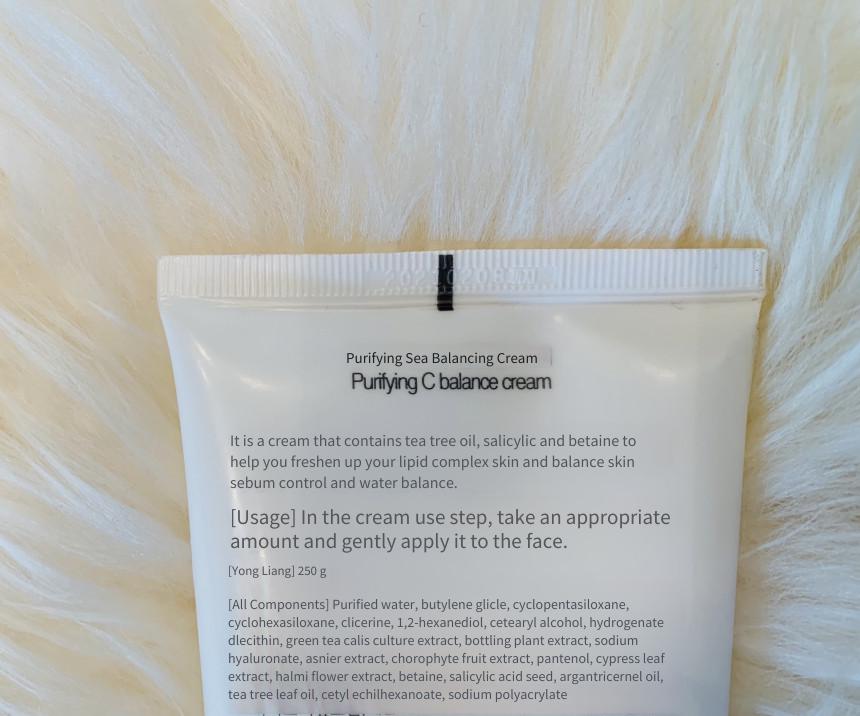 Purifying Sea Balancing Cream
Purifying C balance cream
It is a cream that contains tea tree oil, salicylic and betaine to
help you freshen up your lipid complex skin and balance skin
sebum control and water balance.
[Usage] In the cream use step, take an appropriate
amount and gently apply it to the face.
[Yong Liang] 250 g
[All Components] Purified water, butylene glicle, cyclopentasiloxane,
cyclohexasiloxane, clicerine, 1,2-hexanediol, cetearyl alcohol, hydrogenate
dlecithin, green tea calis culture extract, bottling plant extract, sodium
hyaluronate, asnier extract, chorophyte fruit extract, pantenol, cypress leaf
extract, halmi flower extract, betaine, salicylic acid seed, argantricernel oil,
tea tree leaf oil, cetyl echilhexanoate, sodium polyacrylate